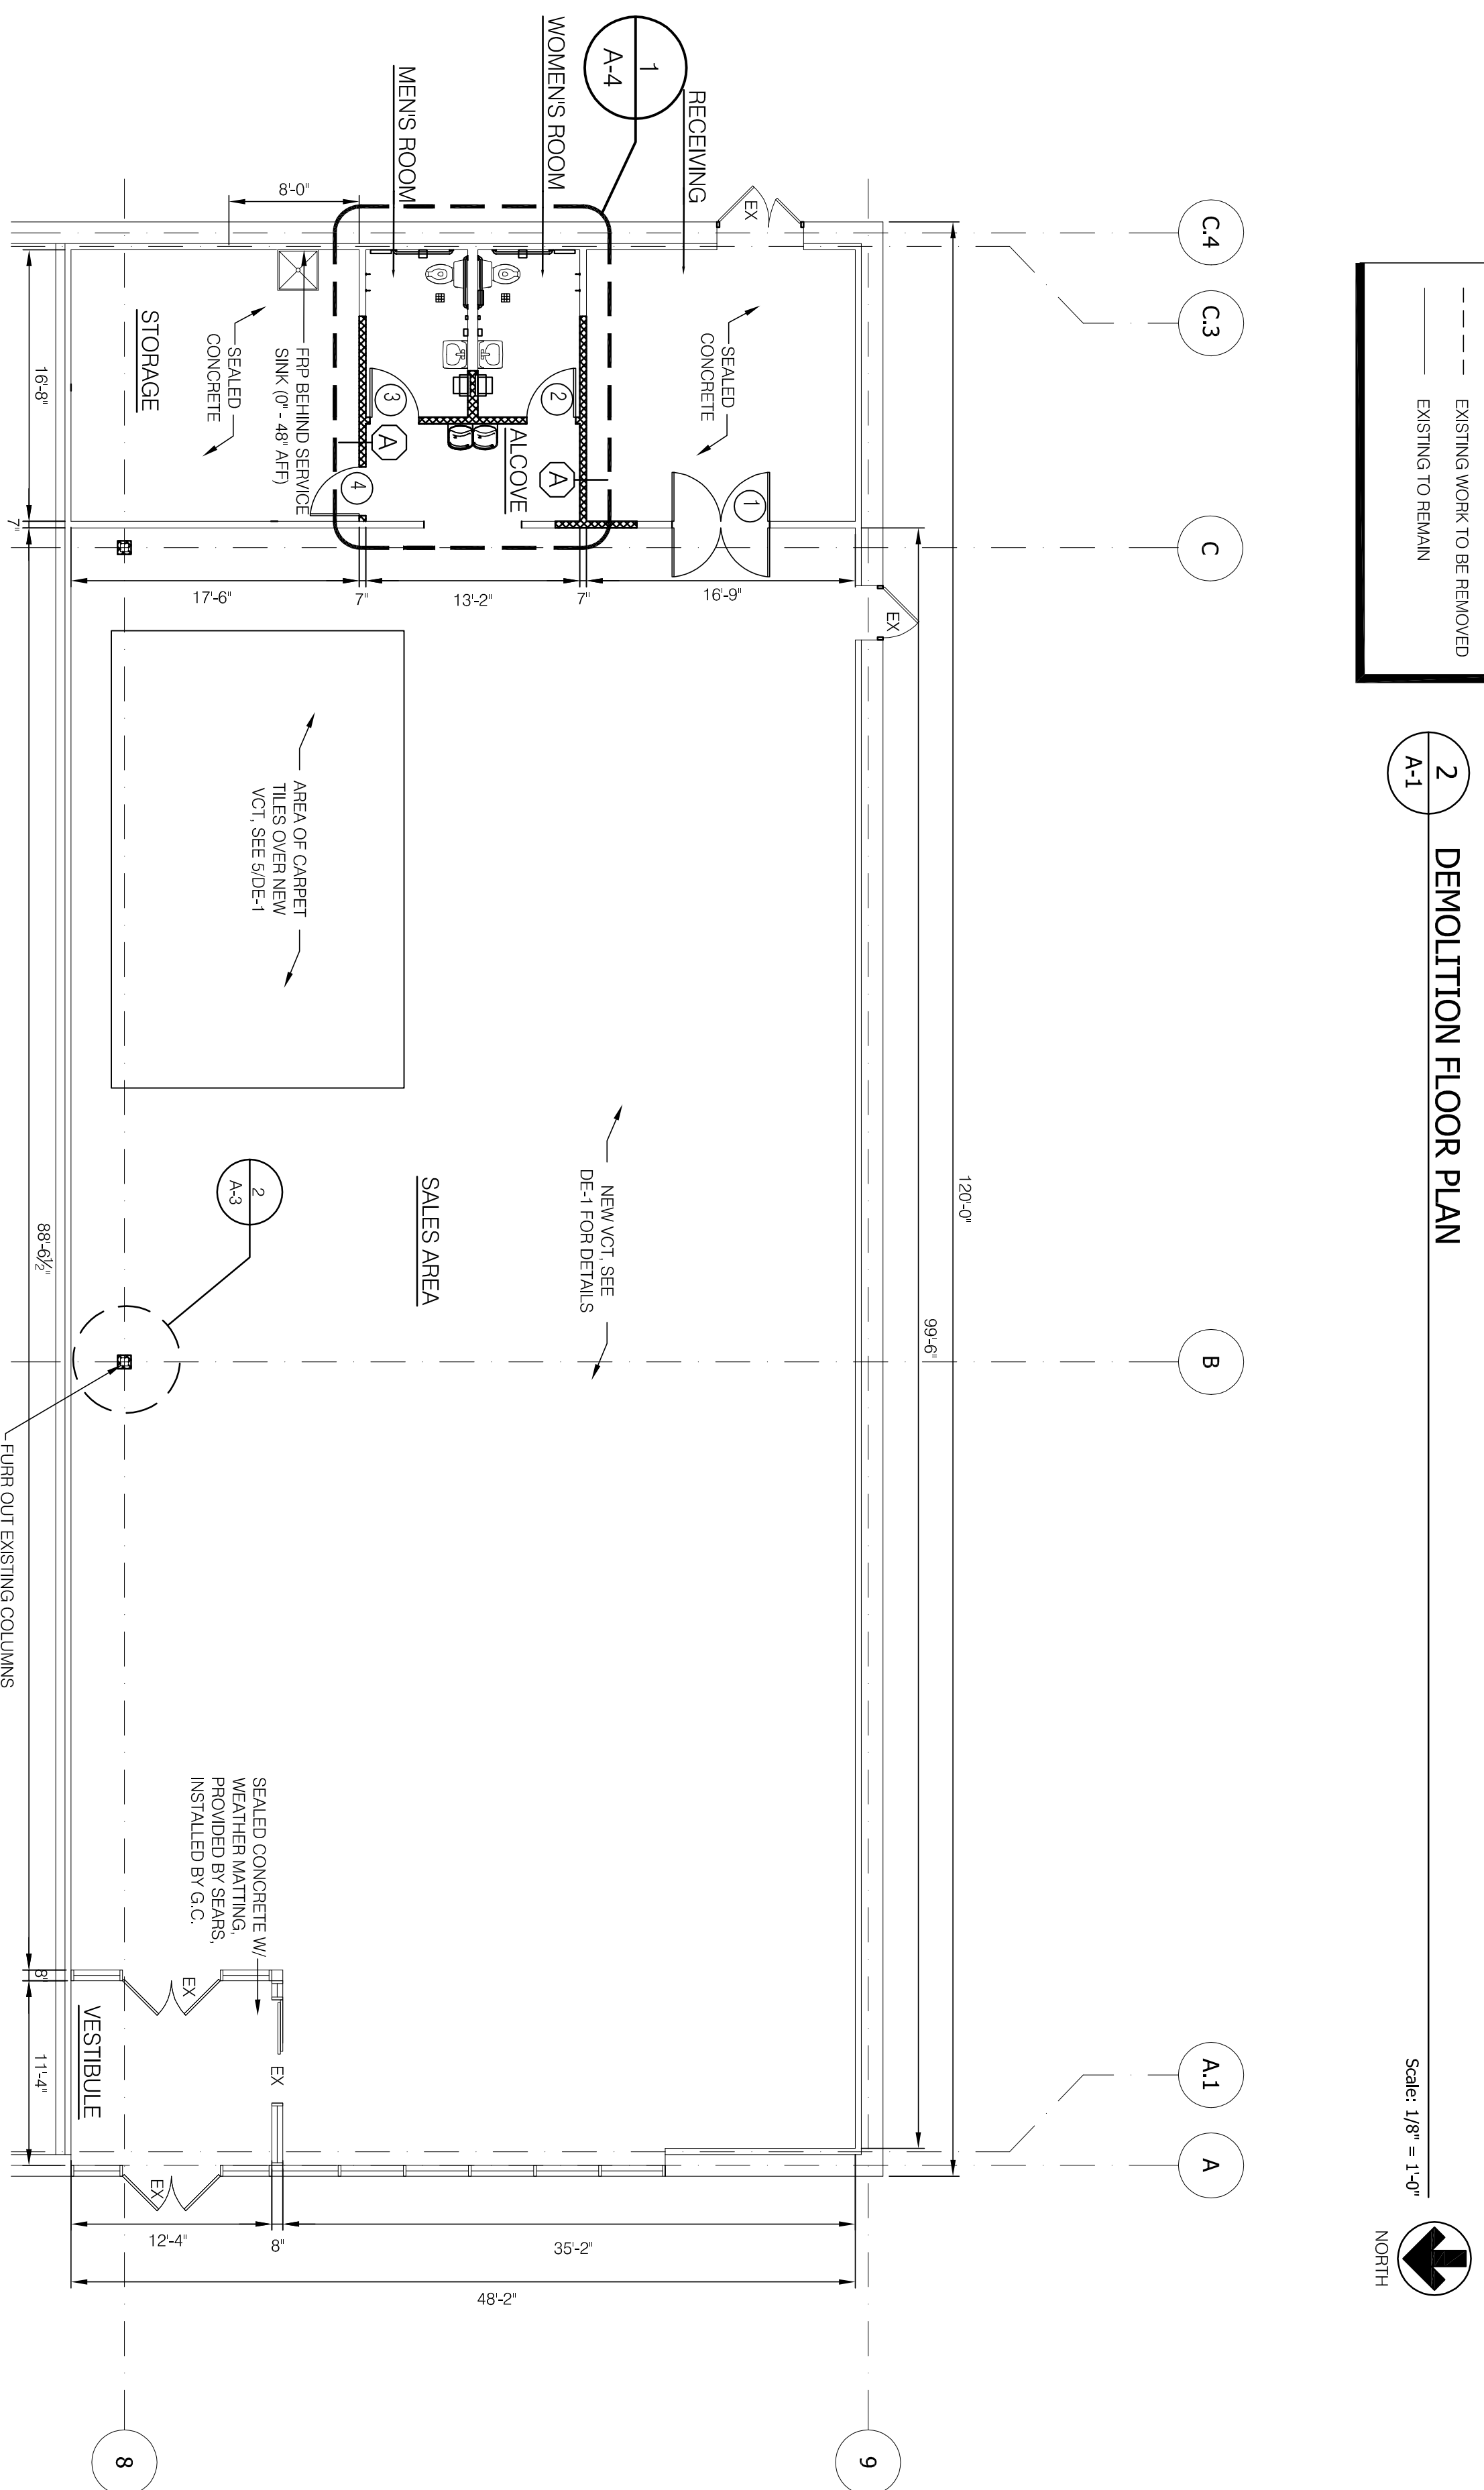 EXISTING WORK TO BE REMOVED
EXISTING TO REMAIN
2
A-1
DEMOLITION FLOOR PLAN
Scale: 1/8" = 1'-0"
NORTH
C.4
C.3
C
B
A.1
A
120'-0"
99'-6"
1
A-4
RECEIVING
WOMEN'S ROOM
MEN'S ROOM
EX
EX
SEALED
CONCRETE
1
2
3
4
A
A
ALCOVE
8'-0"
FRP BEHIND SERVICE
SINK (0" - 48" AFF)
SEALED
CONCRETE
STORAGE
16'-8"
7"
17'-6"
7"
13'-2"
7"
16'-9"
AREA OF CARPET
TILES OVER NEW
VCT, SEE 5/DE-1
NEW VCT, SEE
DE-1 FOR DETAILS
SALES AREA
2
A-3
88'-6½"
FURR OUT EXISTING COLUMNS
SEALED CONCRETE W/
WEATHER MATTING,
PROVIDED BY SEARS,
INSTALLED BY G.C.
EX
EX
EX
VESTIBULE
8"
11'-4"
12'-4"
8"
35'-2"
48'-2"
8
9